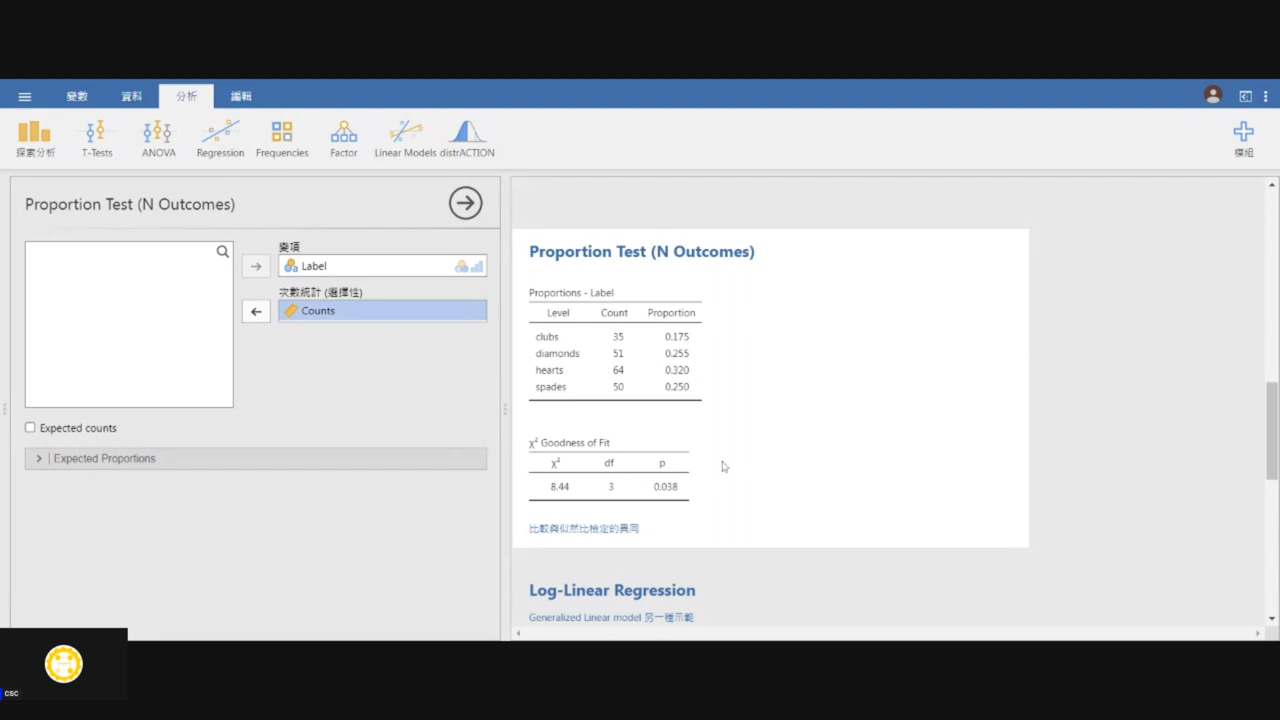 變數 資料 分析 編輯
探索分析 T-Tests ANOVA Regression Frequencies Factor Linear Models distrACTION 模組
Proportion Test (N Outcomes)
變項
Label
次數統計 (選擇性)
Counts
Expected counts
Expected Proportions
Proportion Test (N Outcomes)
Proportions - Label
Level Count Proportion
clubs 35 0.175
diamonds 51 0.255
hearts 64 0.320
spades 50 0.250
χ² Goodness of Fit
χ² df p
8.44 3 0.038
比較與似然比檢定的異同
Log-Linear Regression
Generalized Linear model 另一種示範
csc